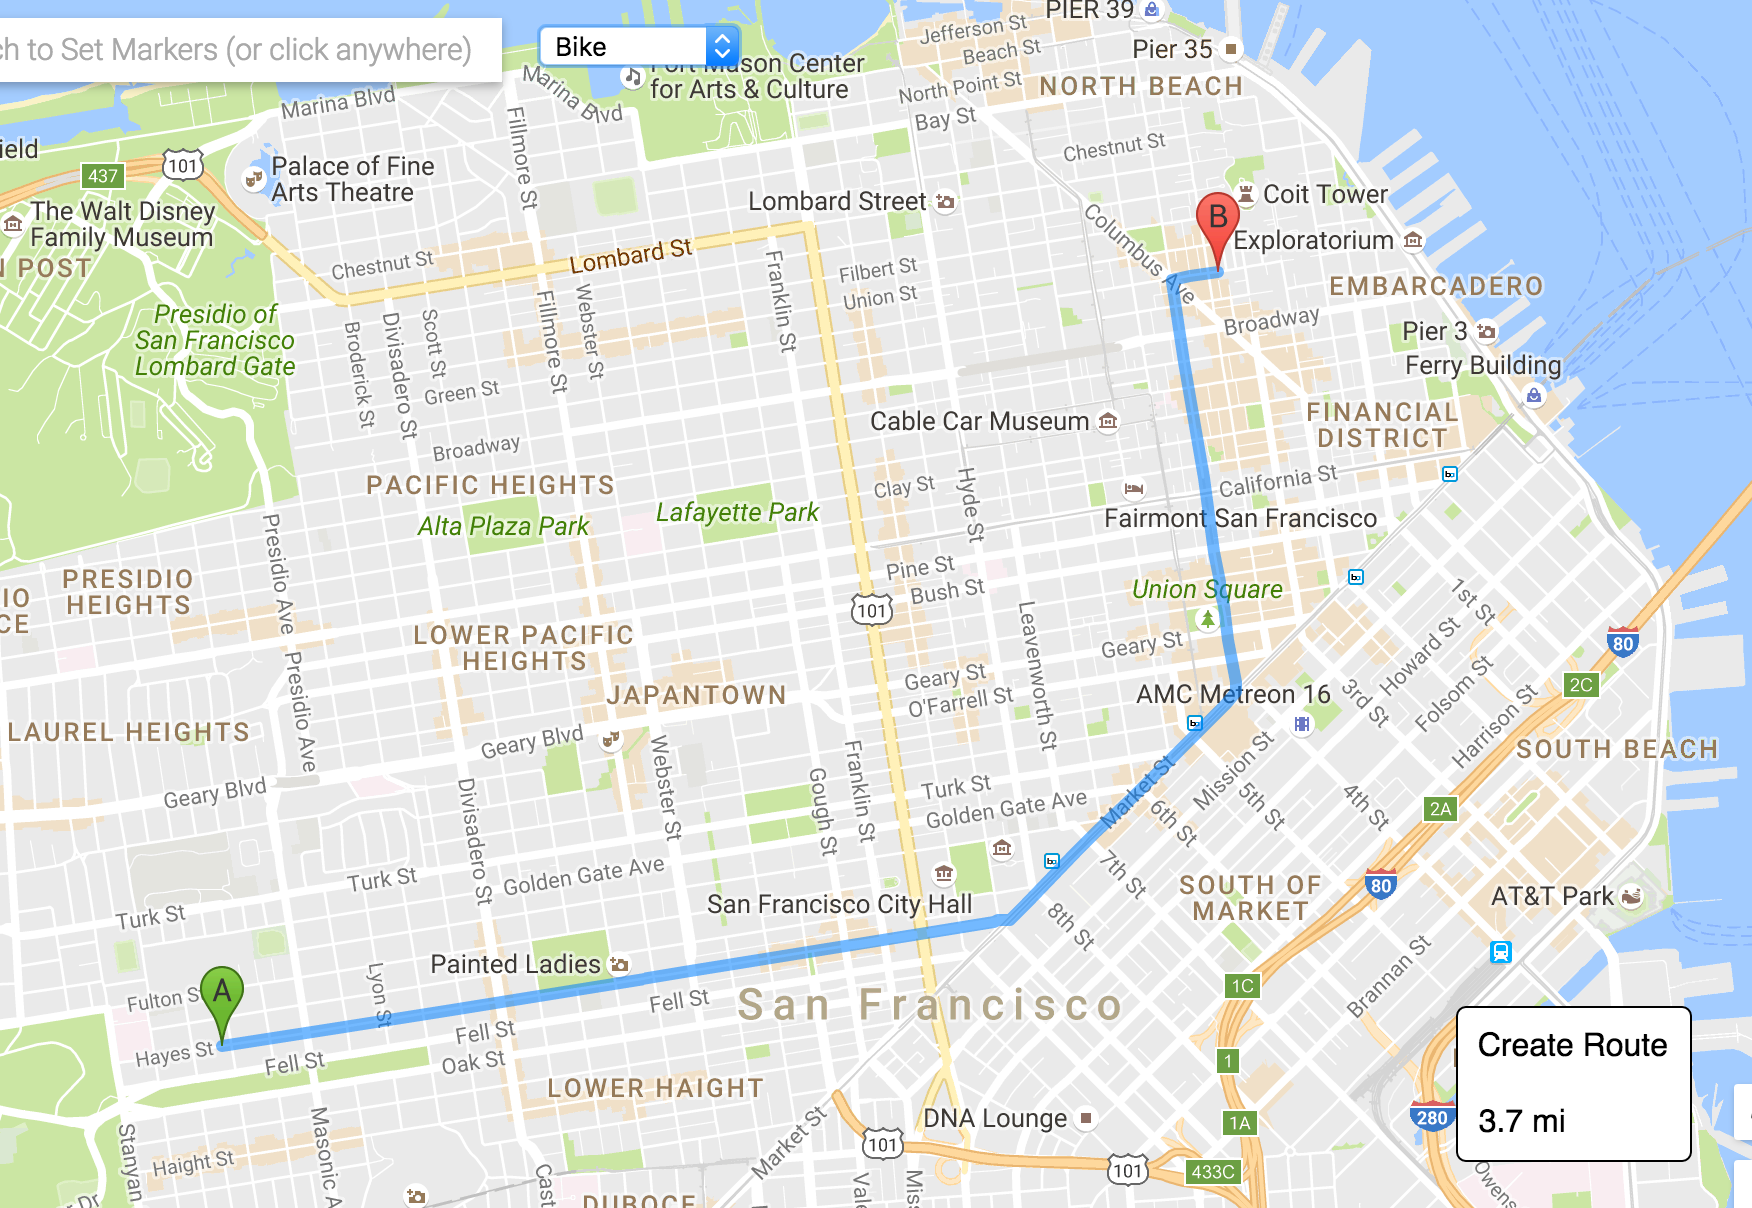 ch to Set Markers (or click anywhere)
Bike
PIER 39
Jefferson St
Beach St
Pier 35
Fort Mason Center
for Arts & Culture
North Point St
NORTH BEACH
Marina Blvd
Marina Blvd
Bay St
Fillmore St
Chestnut St
ield
437
101
Palace of Fine
Arts Theatre
The Walt Disney
Family Museum
N POST
Lombard Street
Coit Tower
B
Columbus Ave
Exploratorium
Chestnut St
Lombard St
Franklin St
Filbert St
Union St
EMBARCADERO
Presidio of
San Francisco
Lombard Gate
Broderick St
Divisadero St
Scott St
Green St
Fillmore St
Webster St
Broadway
Pier 3
Ferry Building
Cable Car Museum
FINANCIAL
DISTRICT
Broadway
PACIFIC HEIGHTS
Alta Plaza Park
Lafayette Park
Clay St
Hyde St
California St
Fairmont San Francisco
Presidio Ave
PRESIDIO
HEIGHTS
IO
CE
Pine St
Bush St
101
Union Square
1st St
Howard St
80
LOWER PACIFIC
HEIGHTS
Leavenworth St
Geary St
Presidio Ave
JAPANTOWN
Geary St
O'Farrell St
AMC Metreon 16
3rd St
Folsom St
Harrison St
2C
LAUREL HEIGHTS
Geary Blvd
Geary Blvd
Webster St
Gough St
Franklin St
Turk St
Golden Gate Ave
Market St
Mission St
6th St
5th St
4th St
2A
SOUTH BEACH
Divisadero St
Turk St
Golden Gate Ave
7th St
SOUTH OF
MARKET
80
AT&T Park
San Francisco City Hall
8th St
Turk St
Painted Ladies
Lyon St
Fulton S
A
Fell St
San Francisco
1C
Brannan St
Hayes St
Fell St
Fell St
Oak St
LOWER HAIGHT
1
Create Route
3.7 mi
280
DNA Lounge
1A
Market St
101
101
433C
Stanyan
Haight St
Masonic A
Cast
DUBOCE
Vale
Miss
Owens
Dr